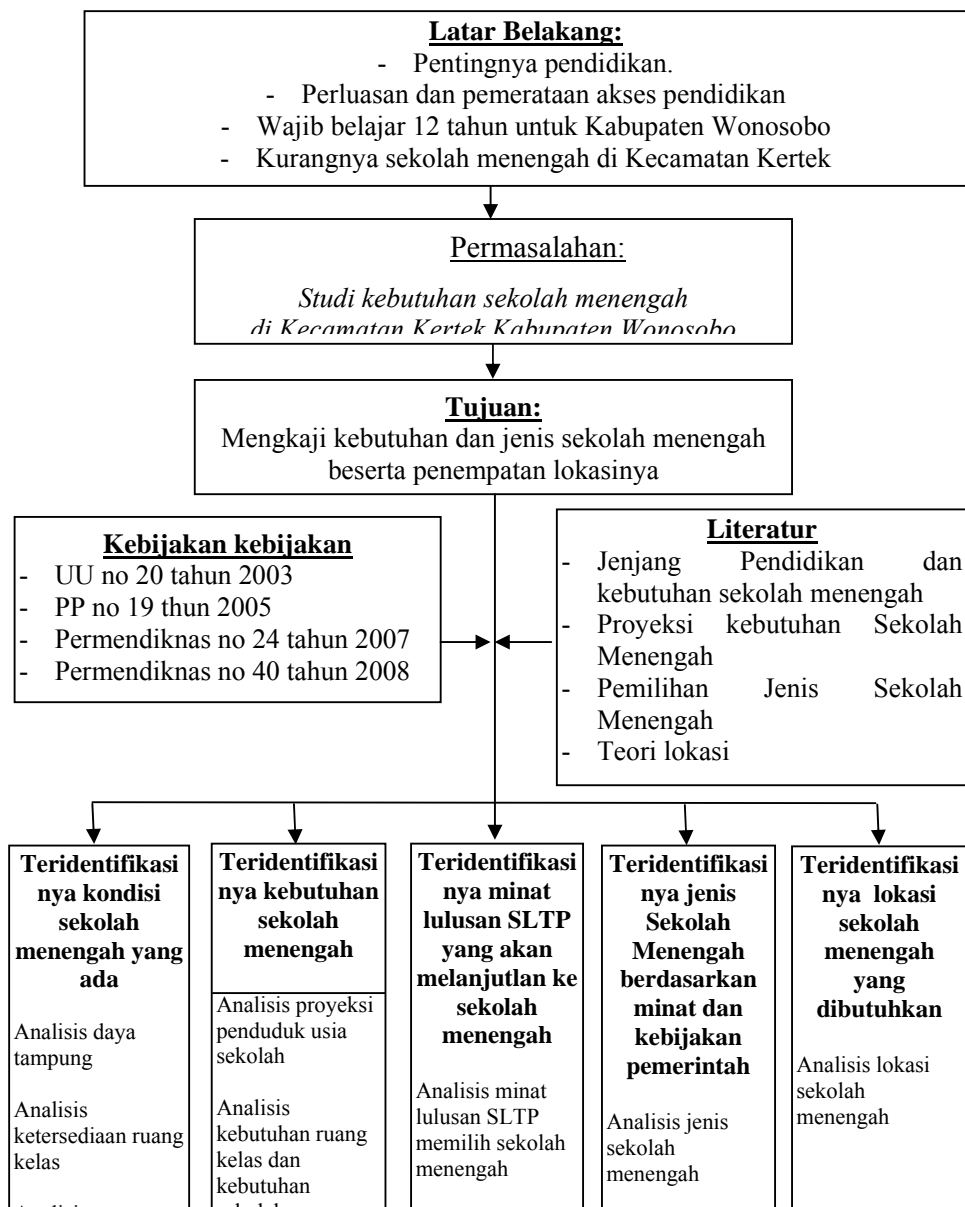 Latar Belakang:
- Pentingnya pendidikan.
- Perluasan dan pemerataan akses pendidikan
- Wajib belajar 12 tahun untuk Kabupaten Wonosobo
- Kurangnya sekolah menengah di Kecamatan Kertek
Permasalahan:
Studi kebutuhan sekolah menengah
di Kecamatan Kertek Kabupaten Wonosobo
Tujuan:
Mengkaji kebutuhan dan jenis sekolah menengah
beserta penempatan lokasinya
Kebijakan kebijakan
- UU no 20 tahun 2003
- PP no 19 thun 2005
- Permendiknas no 24 tahun 2007
- Permendiknas no 40 tahun 2008
Literatur
- Jenjang Pendidikan dan
kebutuhan sekolah menengah
- Proyeksi kebutuhan Sekolah
Menengah
- Pemilihan Jenis Sekolah
Menengah
- Teori lokasi
Teridentifikasi
nya kondisi
sekolah
menengah yang
ada
Analisis daya
tampung
Analisis
ketersediaan ruang
kelas
Teridentifikasi
nya kebutuhan
sekolah
menengah
Analisis proyeksi
penduduk usia
sekolah
Analisis
kebutuhan ruang
kelas dan
kebutuhan
Teridentifikasi
nya minat
lulusan SLTP
yang akan
melanjutlan ke
sekolah
menengah
Analisis minat
lulusan SLTP
memilih sekolah
menengah
Teridentifikasi
nya jenis
Sekolah
Menengah
berdasarkan
minat dan
kebijakan
pemerintah
Analisis jenis
sekolah
menengah
Teridentifikasi
nya lokasi
sekolah
menengah
yang
dibutuhkan
Analisis lokasi
sekolah
menengah